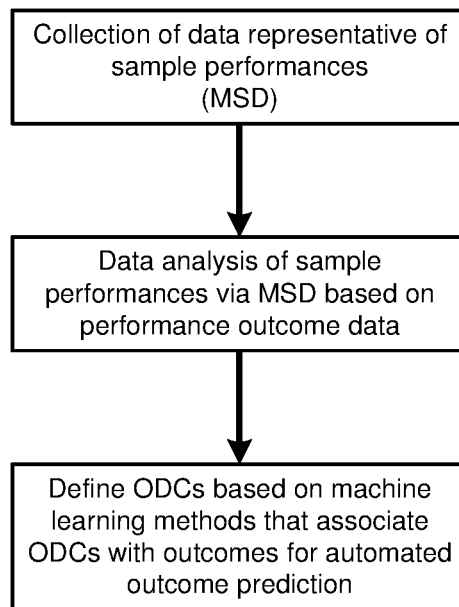 Collection of data representative of
sample performances
(MSD)
Data analysis of sample
performances via MSD based on
performance outcome data
Define ODCs based on machine
learning methods that associate
ODCs with outcomes for automated
outcome prediction